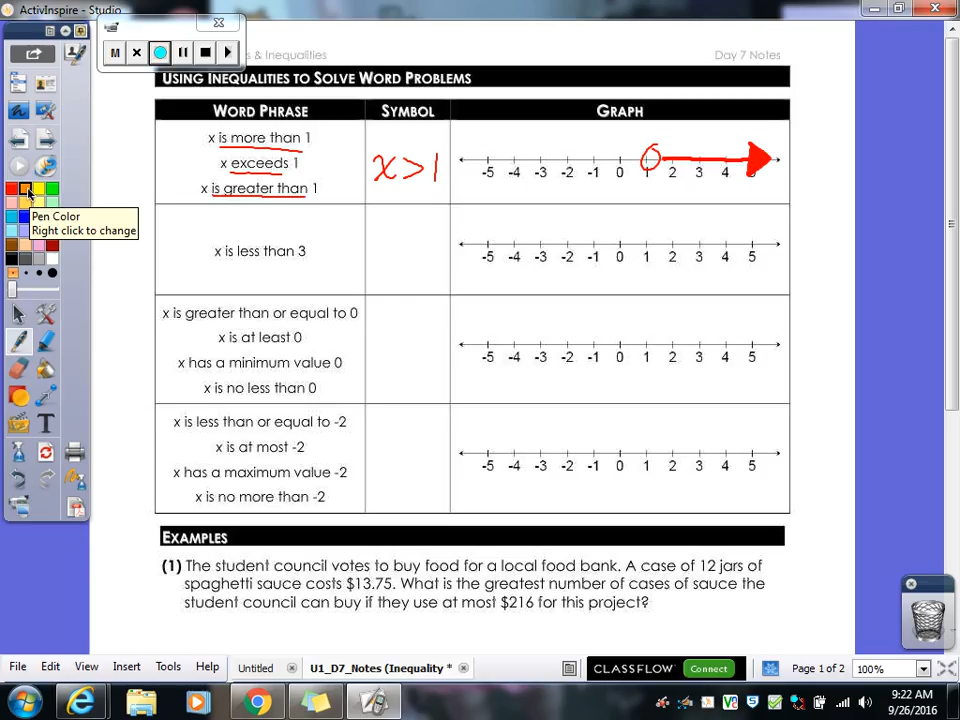 ActivInspire - Studio
M
s & Inequalities
Day 7 Notes
USING INEQUALITIES TO SOLVE WORD PROBLEMS
WORD PHRASE SYMBOL GRAPH
x is more than 1
x exceeds 1
x is greater than 1
x > 1
-5 -4 -3 -2 -1 0 1 2 3 4 5
Pen Color
Right click to change
x is less than 3
-5 -4 -3 -2 -1 0 1 2 3 4 5
x is greater than or equal to 0
x is at least 0
x has a minimum value 0
x is no less than 0
-5 -4 -3 -2 -1 0 1 2 3 4 5
x is less than or equal to -2
x is at most -2
x has a maximum value -2
x is no more than -2
-5 -4 -3 -2 -1 0 1 2 3 4 5
EXAMPLES
(1) The student council votes to buy food for a local food bank. A case of 12 jars of
spaghetti sauce costs $13.75. What is the greatest number of cases of sauce the
student council can buy if they use at most $216 for this project?
File Edit View Insert Tools Help
Untitled
U1_D7_Notes (Inequality *
CLASSFLOW Connect
Page 1 of 2
100%
9:22 AM
9/26/2016